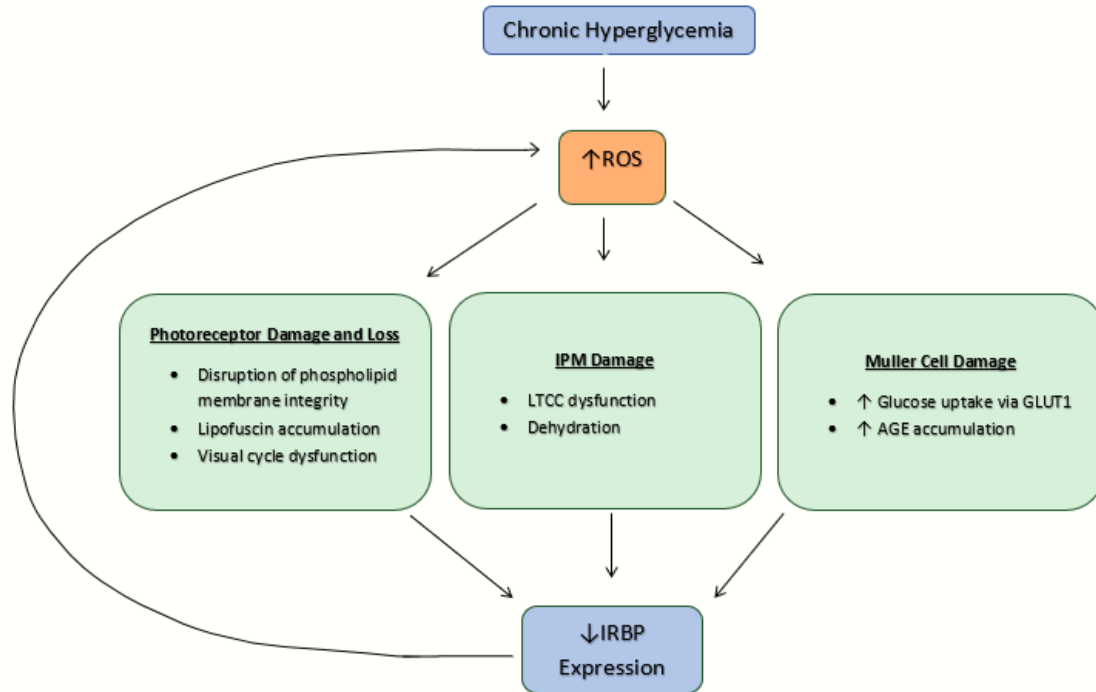 Chronic Hyperglycemia
↑ROS
Photoreceptor Damage and Loss
• Disruption of phospholipid
membrane integrity
• Lipofuscin accumulation
• Visual cycle dysfunction
IPM Damage
• LTCC dysfunction
• Dehydration
Muller Cell Damage
• ↑ Glucose uptake via GLUT1
• ↑ AGE accumulation
↓IRBP
Expression